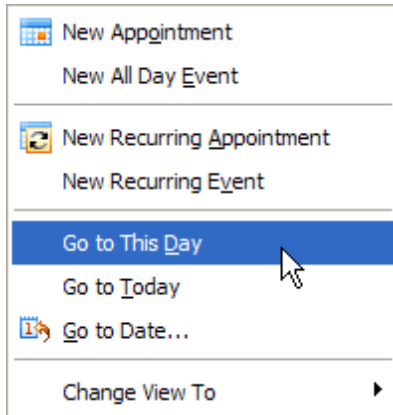 New Appointment
New All Day Event
New Recurring Appointment
New Recurring Event
Go to This Day
Go to Today
Go to Date...
Change View To